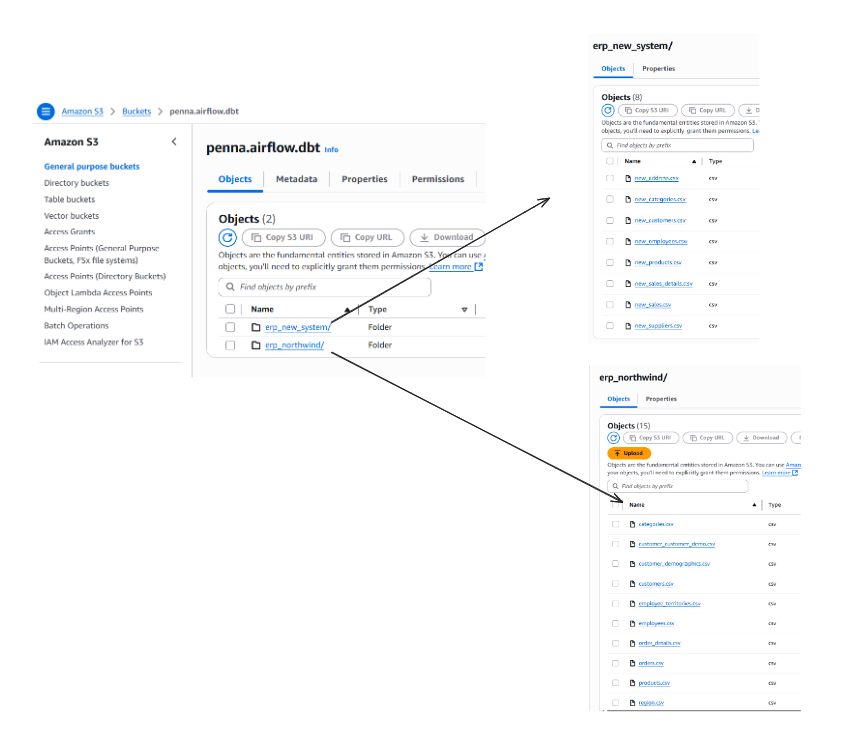 Amazon S3 > Buckets > penna.airflow.dbt
Amazon S3
General purpose buckets
Directory buckets
Table buckets
Vector buckets
Access Grants
Access Points (General Purpose
Buckets, FSx file systems)
Access Points (Directory Buckets)
Object Lambda Access Points
Multi-Region Access Points
Batch Operations
IAM Access Analyzer for S3
penna.airflow.dbt Info
Objects Metadata Properties Permissions
Objects (2)
Copy S3 URI Copy URL Download
Objects are the fundamental entities stored in Amazon S3. You can use
objects, you'll need to explicitly grant them permissions. Learn more
Find objects by prefix
Name Type
erp_new_system/ Folder
erp_northwind/ Folder
erp_new_system/
Objects Properties
Objects (8)
Copy S3 URI Copy URL D
Objects are the fundamental entities stored in Amazon S3.
objects, you'll need to explicitly grant them permissions. Le
Find objects by prefix
Name Type
new_address.csv csv
new_categories.csv csv
new_customers.csv csv
new_employees.csv csv
new_products.csv csv
new_sales_details.csv csv
new_sales.csv csv
new_suppliers.csv csv
erp_northwind/
Objects Properties
Objects (15)
Copy S3 URI Copy URL Download
Upload
Objects are the fundamental entities stored in Amazon S3. You can use Amaz
your objects, you'll need to explicitly grant them permissions. Learn more
Find objects by prefix
Name Type
categories.csv csv
customer_customer_demo.csv csv
customer_demographics.csv csv
customers.csv csv
employee_territories.csv csv
employees.csv csv
order_details.csv csv
orders.csv csv
products.csv csv
region.csv csv